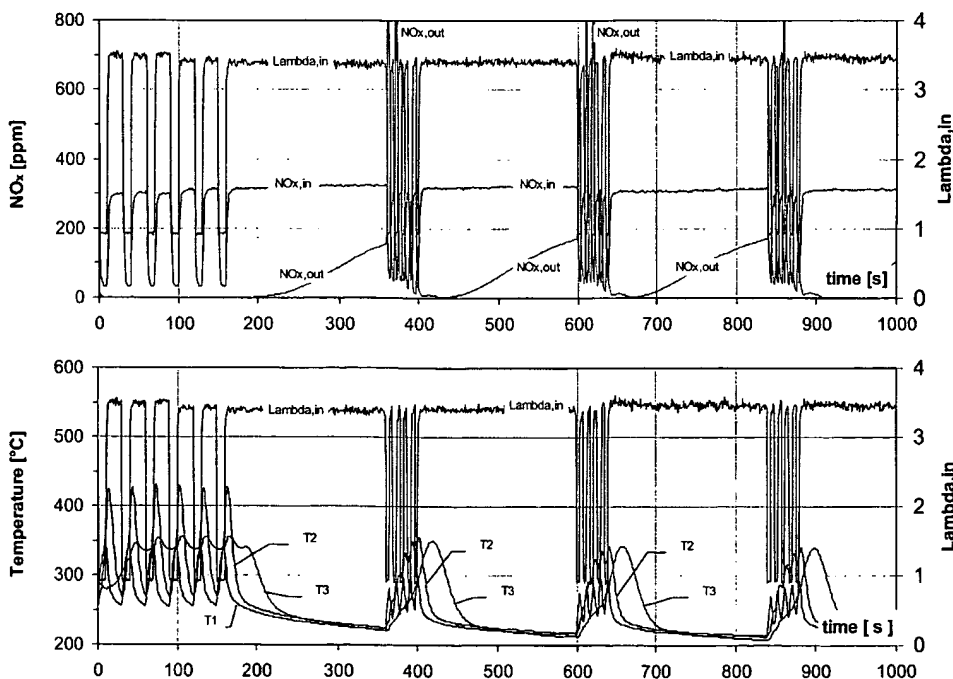 800
4
NOx,out
NOx,out
Lambda,in
Lambda,in
600
3
NOx [ppm]
400
2
Lambda,in
NOx,in
NOx,in
200
1
NOx,out
NOx,out
NOx,out
time [s]
0
0
0 100 200 300 400 500 600 700 800 900 1000
600
4
Lambda,in
Lambda,in
500
3
Temperature [°C]
400
2
Lambda,in
T2
T2
T2
300
1
T3
T3
T3
T1
time [ s ]
200
0
0 100 200 300 400 500 600 700 800 900 1000